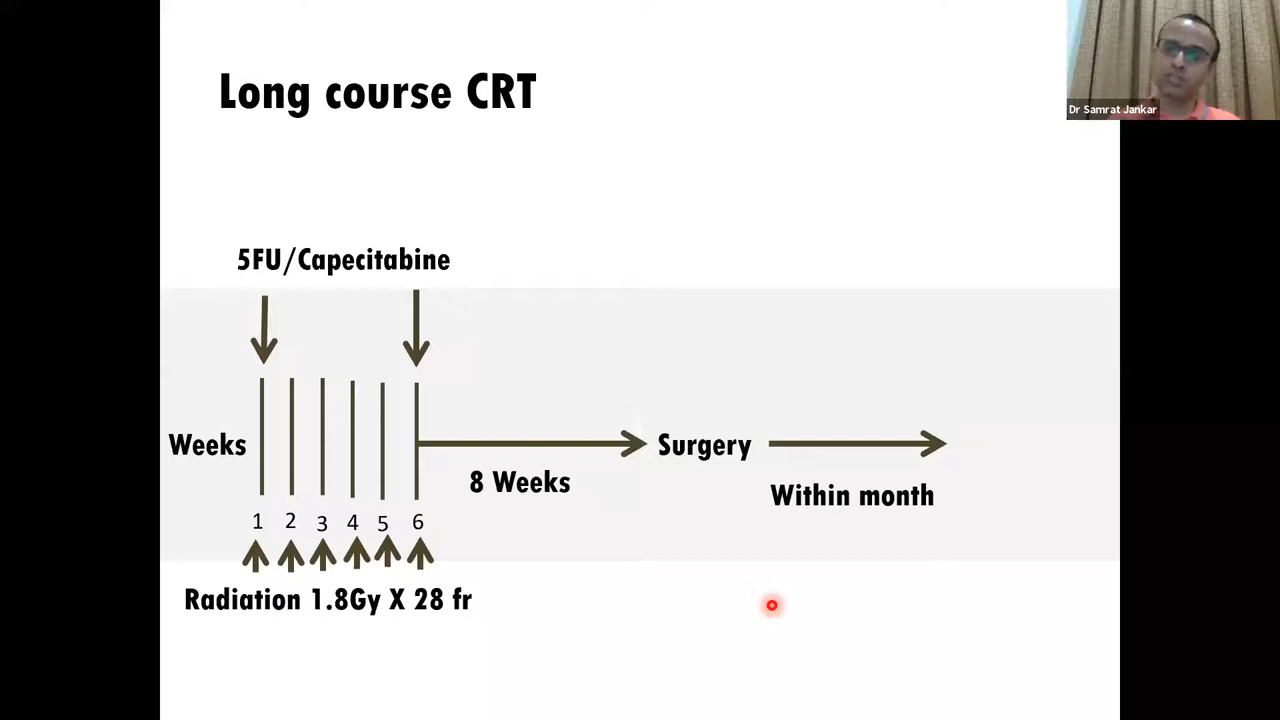 Long course CRT
Dr Samrat Jankar
5FU/Capecitabine
Weeks
Surgery
8 Weeks
Within month
1 2 3 4 5 6
Radiation 1.8Gy X 28 fr